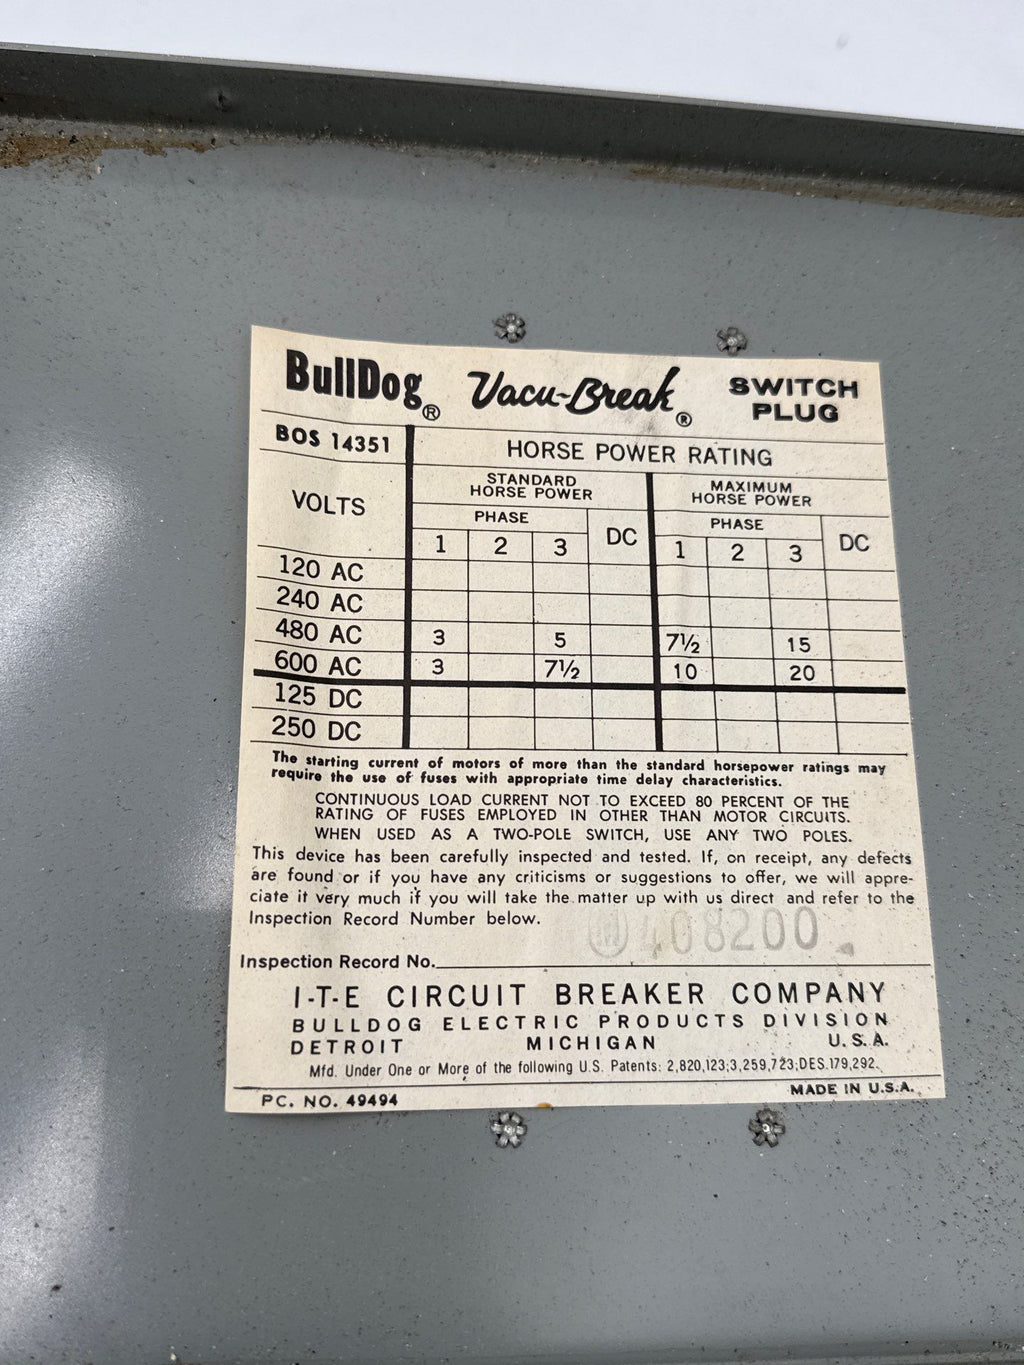 BullDog® Vacu-Break® SWITCH PLUG
BOS 14351 HORSE POWER RATING
VOLTS STANDARD HORSE POWER MAXIMUM HORSE POWER
PHASE DC PHASE DC
1 2 3 1 2 3
120 AC
240 AC
480 AC 3 5 7½ 15
600 AC 3 7½ 10 20
125 DC
250 DC
The starting current of motors of more than the standard horsepower ratings may
require the use of fuses with appropriate time delay characteristics.
CONTINUOUS LOAD CURRENT NOT TO EXCEED 80 PERCENT OF THE
RATING OF FUSES EMPLOYED IN OTHER THAN MOTOR CIRCUITS.
WHEN USED AS A TWO-POLE SWITCH, USE ANY TWO POLES.
This device has been carefully inspected and tested. If, on receipt, any defects
are found or if you have any criticisms or suggestions to offer, we will appre-
ciate it very much if you will take the matter up with us direct and refer to the
Inspection Record Number below.
408200
Inspection Record No.
I-T-E CIRCUIT BREAKER COMPANY
BULLDOG ELECTRIC PRODUCTS DIVISION
DETROIT MICHIGAN U.S.A.
Mfd. Under One or More of the following U.S. Patents: 2,820,123;3,259,723;DES.179,292.
PC. NO. 49494 MADE IN U.S.A.